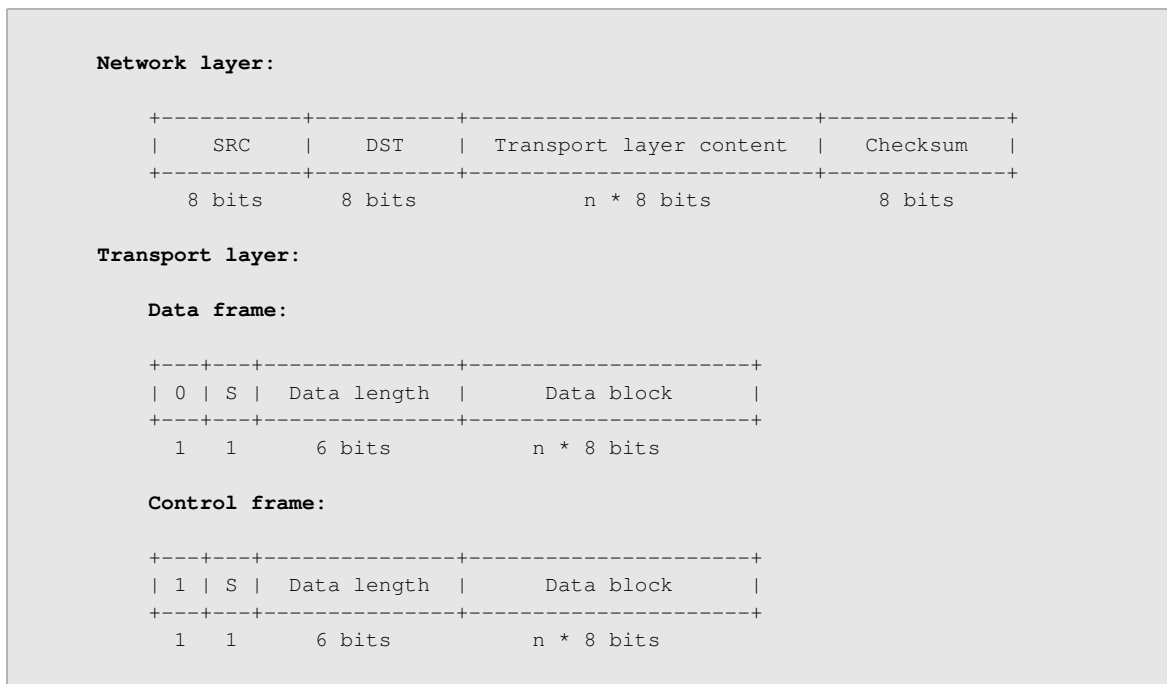 Network layer:
+-----------+-----------+---------------------------+--------------+
|    SRC    |    DST    |  Transport layer content  |   Checksum   |
+-----------+-----------+---------------------------+--------------+
8 bits      8 bits              n * 8 bits             8 bits
Transport layer:
Data frame:
+---+---+---------------+----------------------+
| 0 | S |  Data length  |      Data block      |
+---+---+---------------+----------------------+
1   1      6 bits           n * 8 bits
Control frame:
+---+---+---------------+----------------------+
| 1 | S |  Data length  |      Data block      |
+---+---+---------------+----------------------+
1   1      6 bits           n * 8 bits